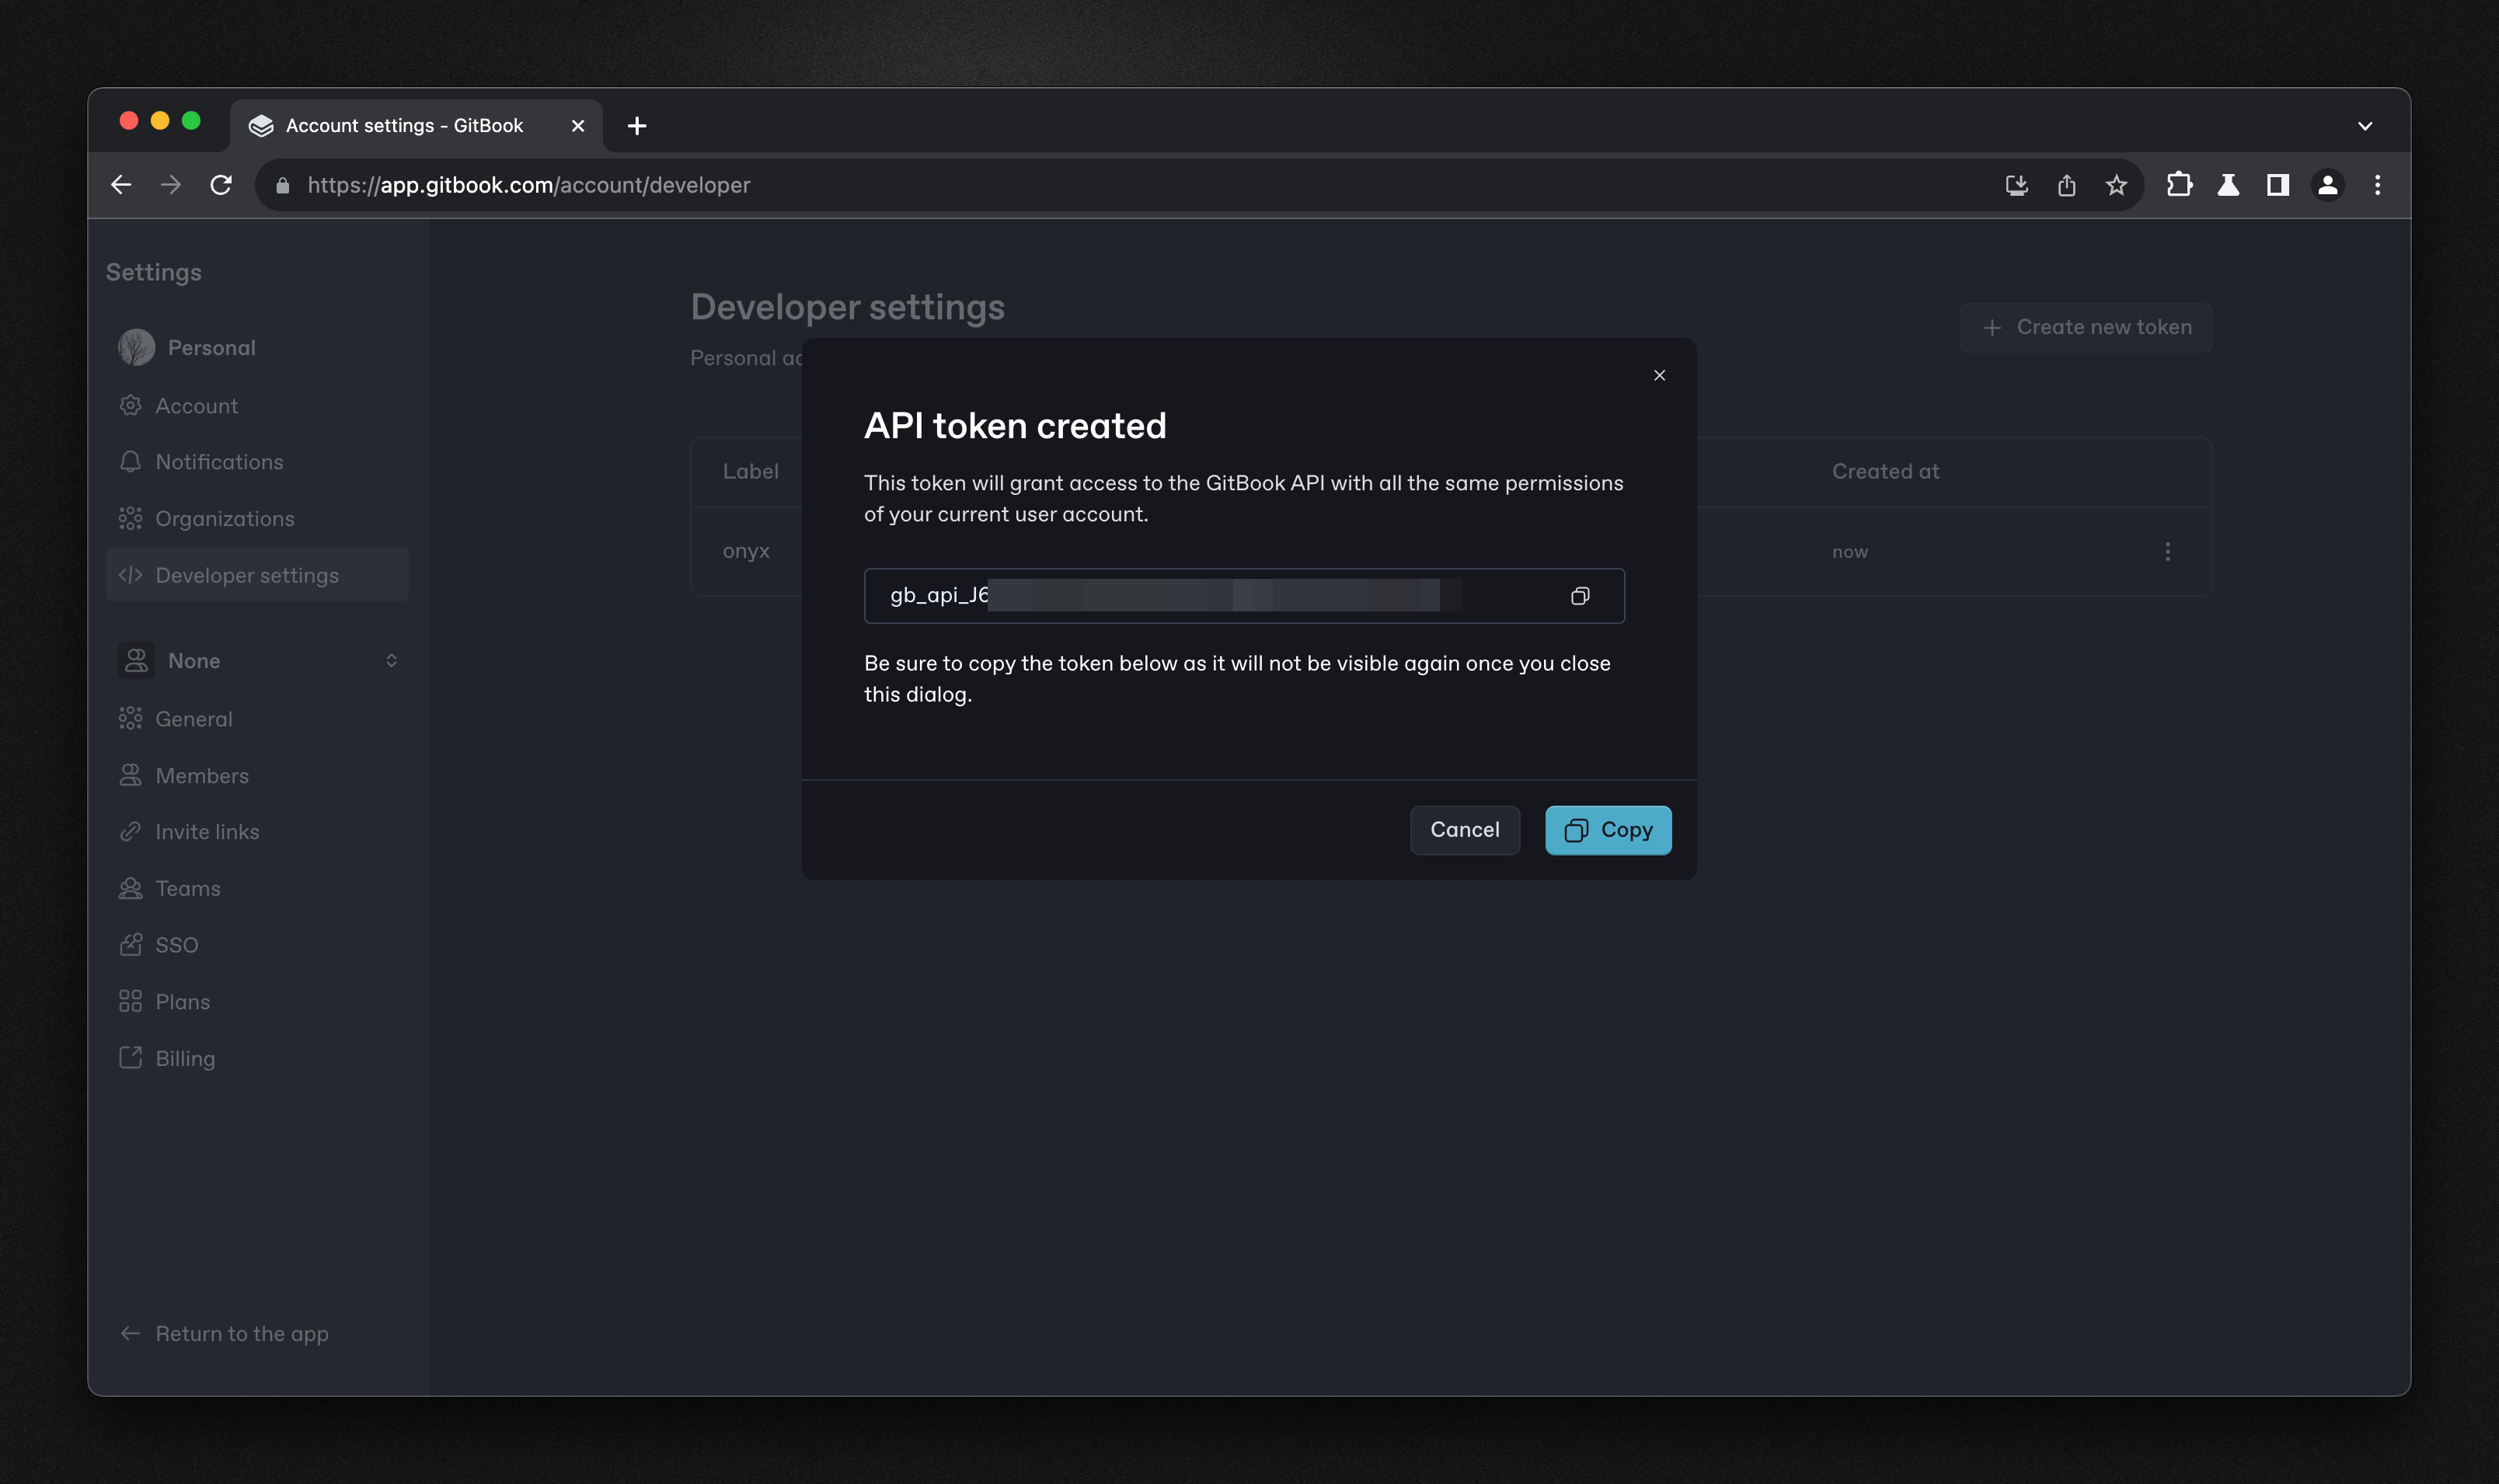 Account settings - GitBook
https://app.gitbook.com/account/developer
Settings
Personal
Account
Notifications
Organizations
Developer settings
None
General
Members
Invite links
Teams
SSO
Plans
Billing
Return to the app
Developer settings
Create new token
Personal
Label
Created at
onyx
now
API token created
This token will grant access to the GitBook API with all the same permissions
of your current user account.
gb_api_J6
Be sure to copy the token below as it will not be visible again once you close
this dialog.
Cancel
Copy